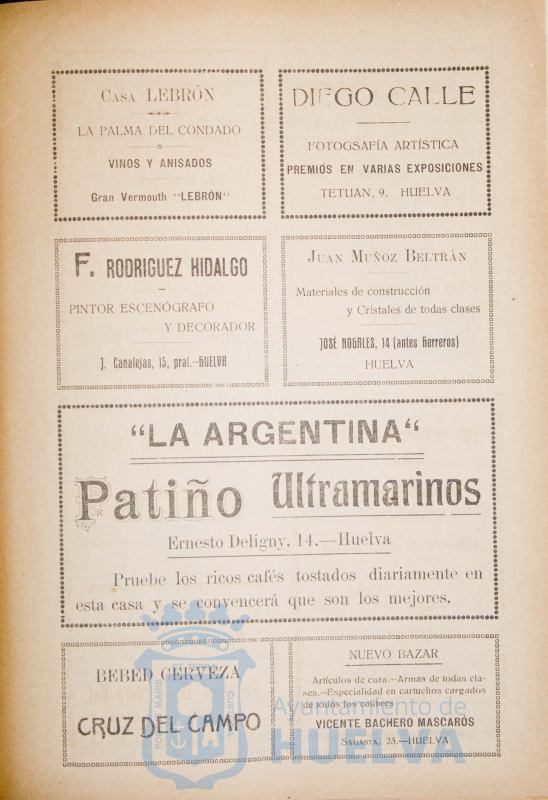 CASA LEBRÓN
LA PALMA DEL CONDADO
VINOS Y ANISADOS
Gran Vermouth "LEBRÓN"
DIEGO CALLE
FOTOGSAFÍA ARTÍSTICA
PREMIOS EN VARIAS EXPOSICIONES
TETUAN, 9. HUELVA
F. RODRIGUEZ HIDALGO
PINTOR ESCENÓGRAFO
Y DECORADOR
J. Canalejas, 15, pral.--HUELVA
JUAN MUÑOZ BELTRÁN
Materiales de construcción
y Cristales de todas clases
JOSÉ NOGALES, 14 (antes Herreros)
HUELVA
"LA ARGENTINA"
Patiño Ultramarinos
Ernesto Deligny, 14.—Huelva
Pruebe los ricos cafés tostados diariamente en
esta casa y se convencerá que son los mejores.
BEBED CERVEZA
CRUZ DEL CAMPO
NUEVO BAZAR
Artículos de caza.—Armas de todas cla-
ses.—Especialidad en cartuchos cargados
de todos los calibres
VICENTE BACHERO MASCARÓS
SAGASTA, 25.—HUELVA
Ayuntamiento de
HUELVA